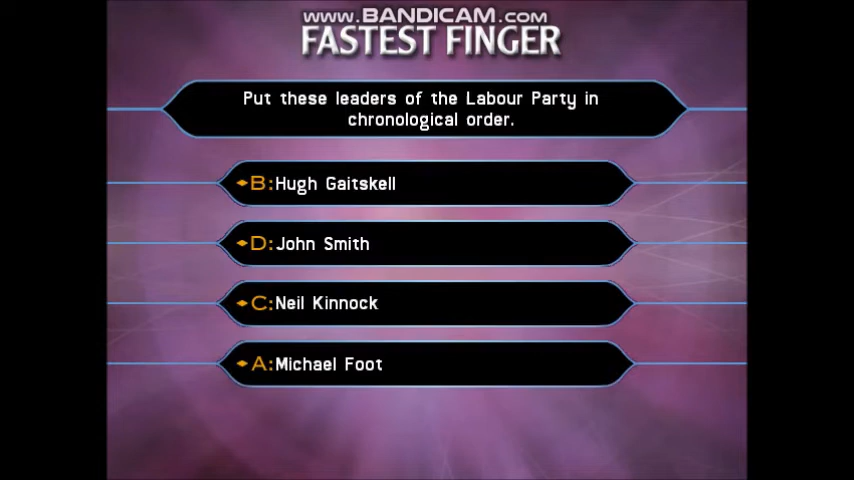 www.BANDICAM.com
FASTEST FINGER
Put these leaders of the Labour Party in
chronological order.
B: Hugh Gaitskell
D: John Smith
C: Neil Kinnock
A: Michael Foot